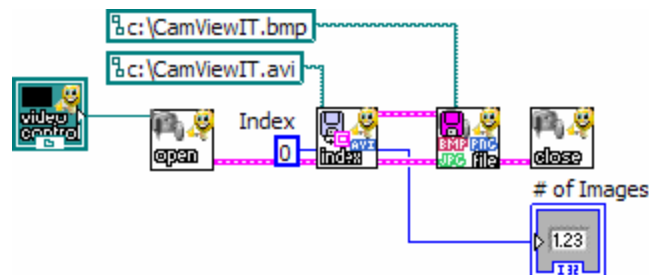 c:\CamViewIT.bmp
c:\CamViewIT.avi
video
control
open
Index
0
AVI
index
BMP PNG
JPG file
close
# of Images
1.23
I32